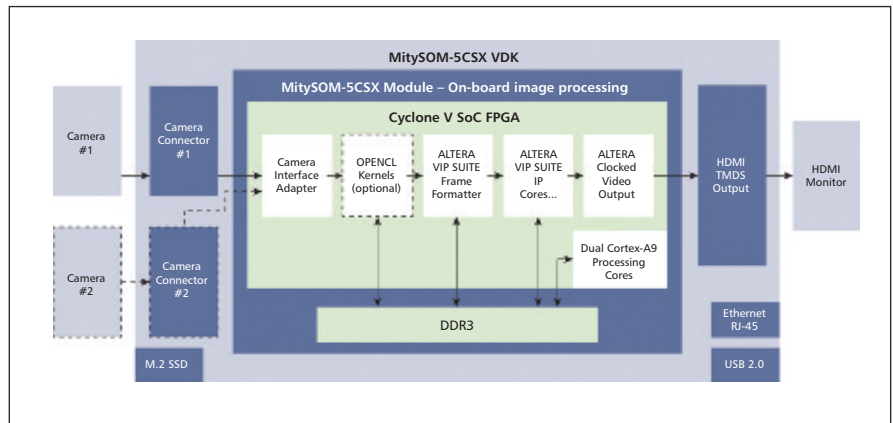 MitySOM-5CSX VDK
MitySOM-5CSX Module – On-board image processing
Cyclone V SoC FPGA
Camera
#1
Camera
Connector
#1
Camera
Interface
Adapter
OPENCL
Kernels
(optional)
ALTERA
VIP SUITE
Frame
Formatter
ALTERA
VIP SUITE
IP
Cores...
ALTERA
Clocked
Video
Output
HDMI
TMDS
Output
HDMI
Monitor
Camera
#2
Camera
Connector
#2
Dual Cortex-A9
Processing
Cores
DDR3
Ethernet
RJ-45
M.2 SSD
USB 2.0